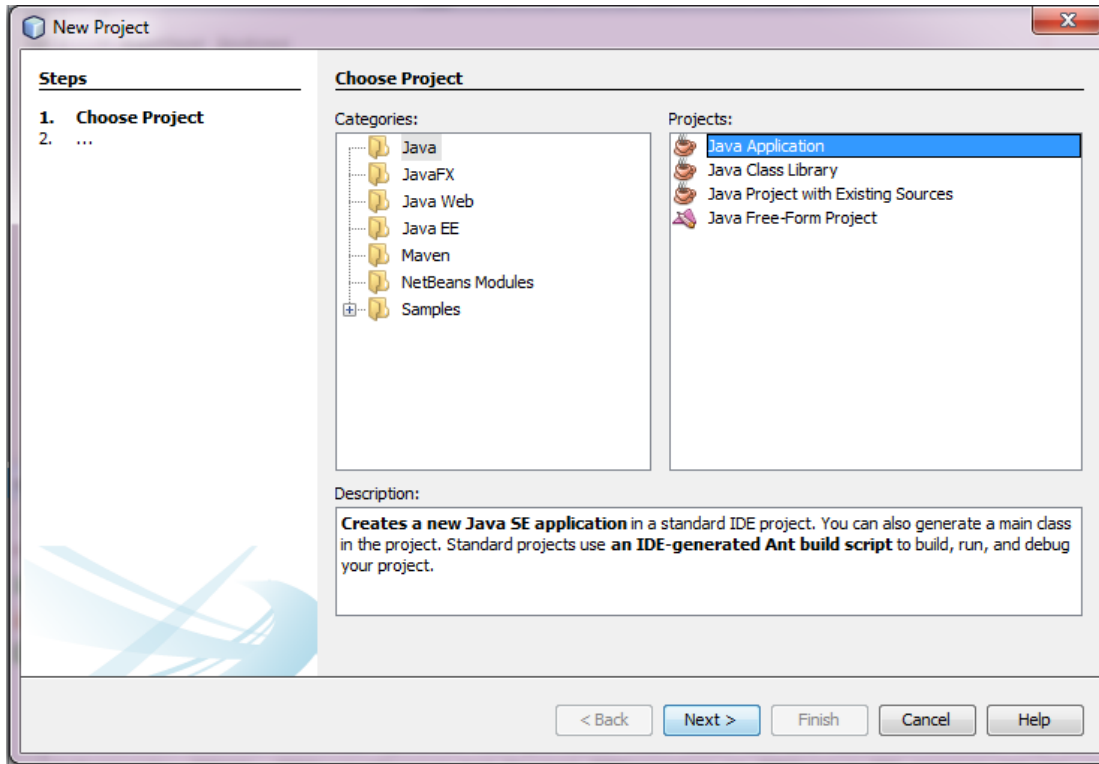 New Project
Steps
1. Choose Project
2. ...
Choose Project
Categories:
Java
JavaFX
Java Web
Java EE
Maven
NetBeans Modules
Samples
Projects:
Java Application
Java Class Library
Java Project with Existing Sources
Java Free-Form Project
Description:
Creates a new Java SE application in a standard IDE project. You can also generate a main class
in the project. Standard projects use an IDE-generated Ant build script to build, run, and debug
your project.
< Back
Next >
Finish
Cancel
Help